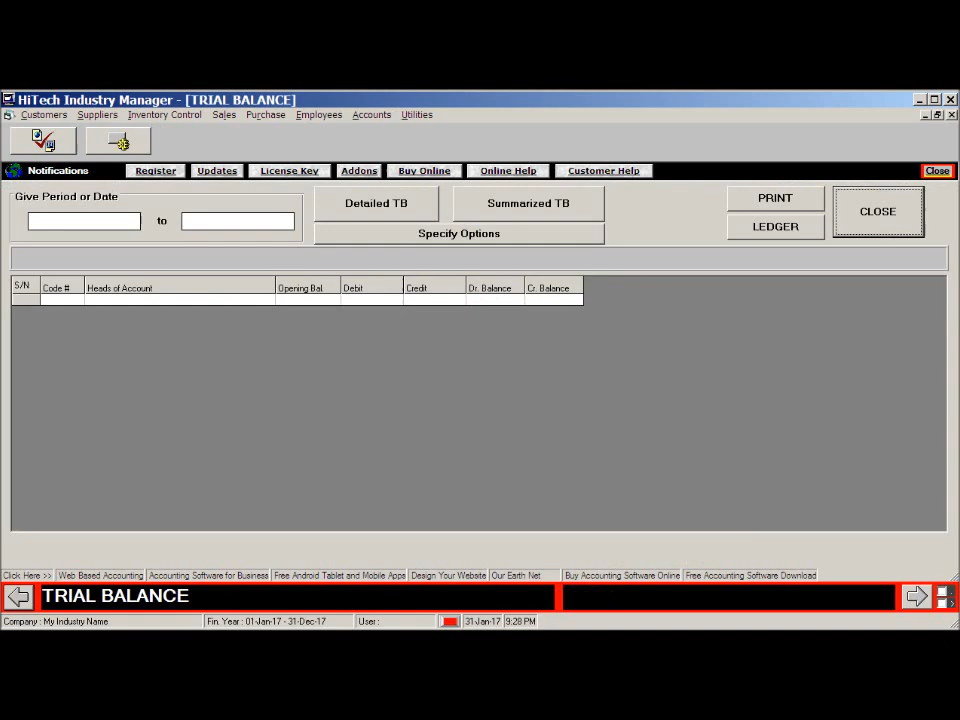 HiTech Industry Manager - [TRIAL BALANCE]
Customers Suppliers Inventory Control Sales Purchase Employees Accounts Utilities
Notifications Register Updates License Key Addons Buy Online Online Help Customer Help Close
Give Period or Date
to
Detailed TB Summarized TB
Specify Options
PRINT
LEDGER
CLOSE
S/N Code # Heads of Account Opening Bal. Debit Credit Dr. Balance Cr. Balance
Click Here >> Web Based Accounting Accounting Software for Business Free Android Tablet and Mobile Apps Design Your Website Our Earth Net Buy Accounting Software Online Free Accounting Software Download
TRIAL BALANCE
Company : My Industry Name Fin. Year : 01-Jan-17 - 31-Dec-17 User : 31-Jan-17 9:28 PM